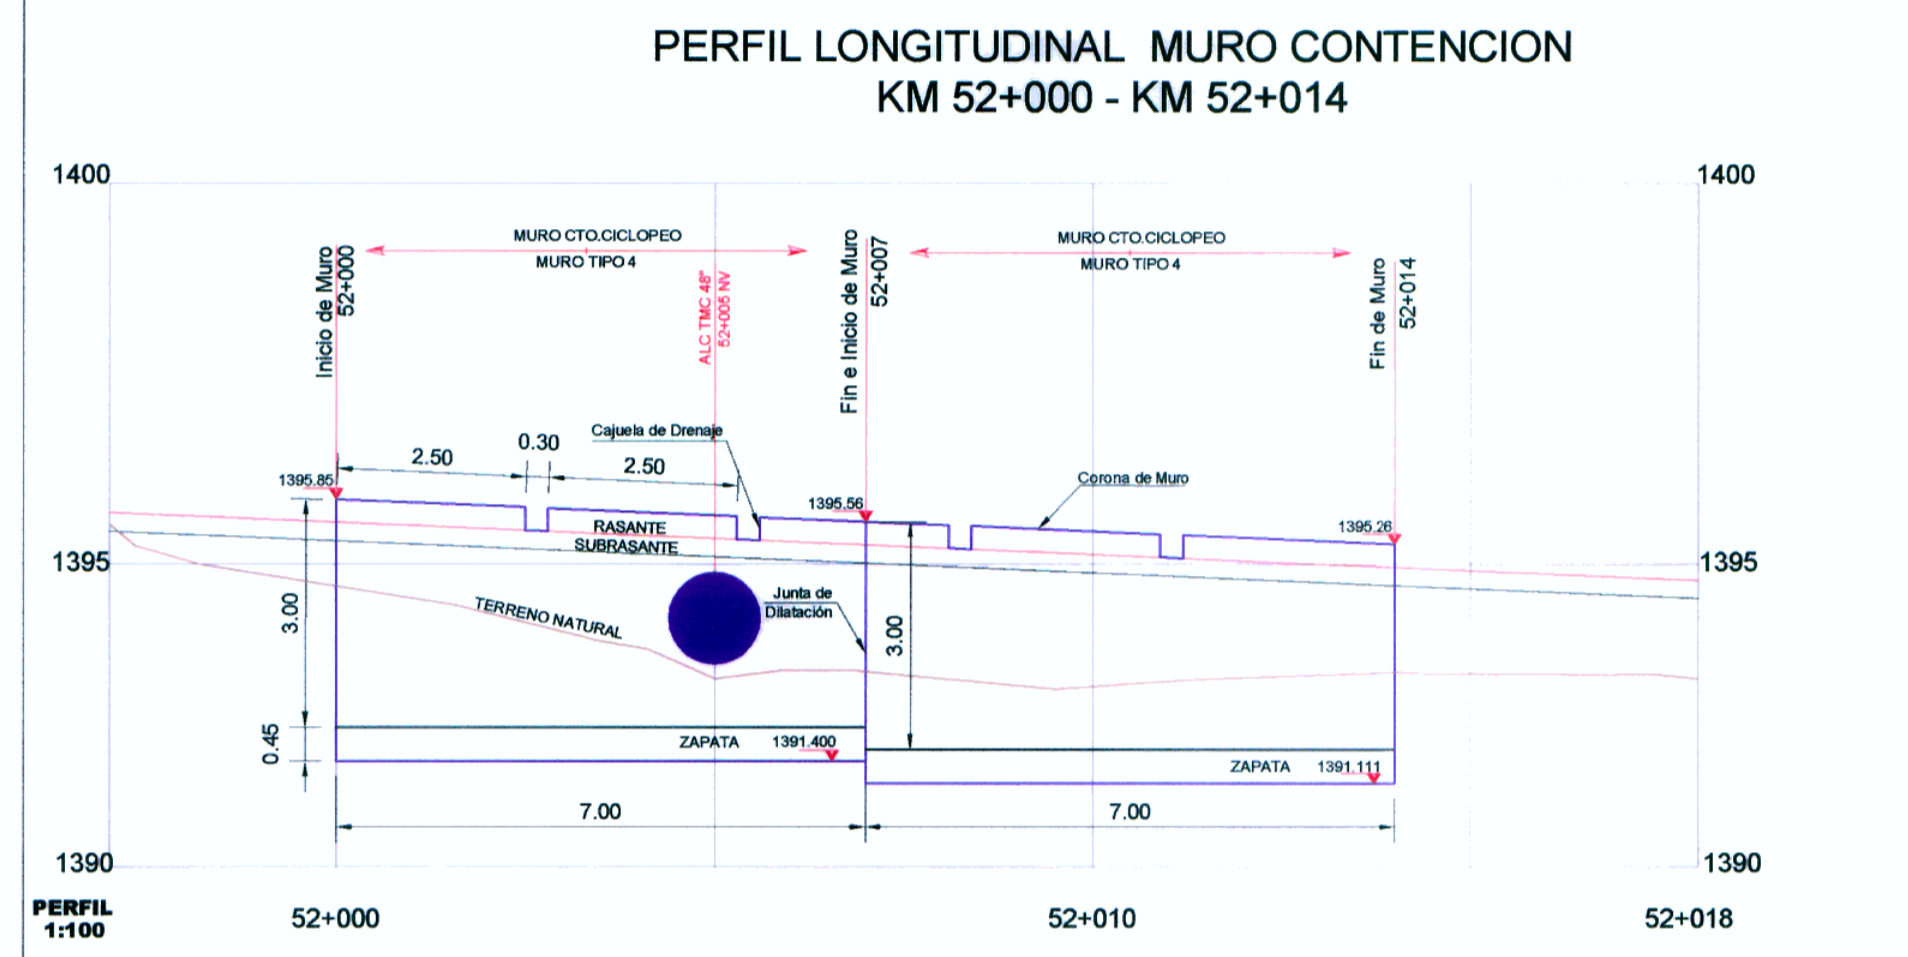 PERFIL LONGITUDINAL MURO CONTENCION
KM 52+000 - KM 52+014
1400
1400
MURO CTO.CICLOPEO
MURO TIPO 4
MURO CTO.CICLOPEO
MURO TIPO 4
Inicio de Muro
52+000
ALC TMC 48"
52+005 NV
Fin e Inicio de Muro
52+007
Fin de Muro
52+014
Cajuela de Drenaje
2.50
0.30
2.50
Corona de Muro
1395.85
1395.56
1395.26
RASANTE
SUBRASANTE
1395
1395
TERRENO NATURAL
Junta de
Dilatación
3.00
3.00
0.45
ZAPATA 1391.400
ZAPATA 1391.111
7.00
7.00
1390
1390
PERFIL
1:100
52+000
52+010
52+018